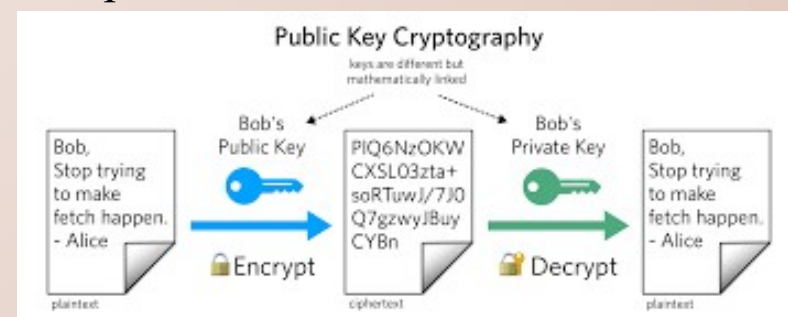 Public Key Cryptography
keys are different but
mathematically linked
Bob's
Public Key
Bob's
Private Key
Bob,
Stop trying
to make
fetch happen.
- Alice
plaintext
Encrypt
PIQ6NzOKW
CXSL03zta+
soRTuwJ/7J0
Q7gzwyJBuy
CYBn
ciphertext
Decrypt
Bob,
Stop trying
to make
fetch happen.
- Alice
plaintext